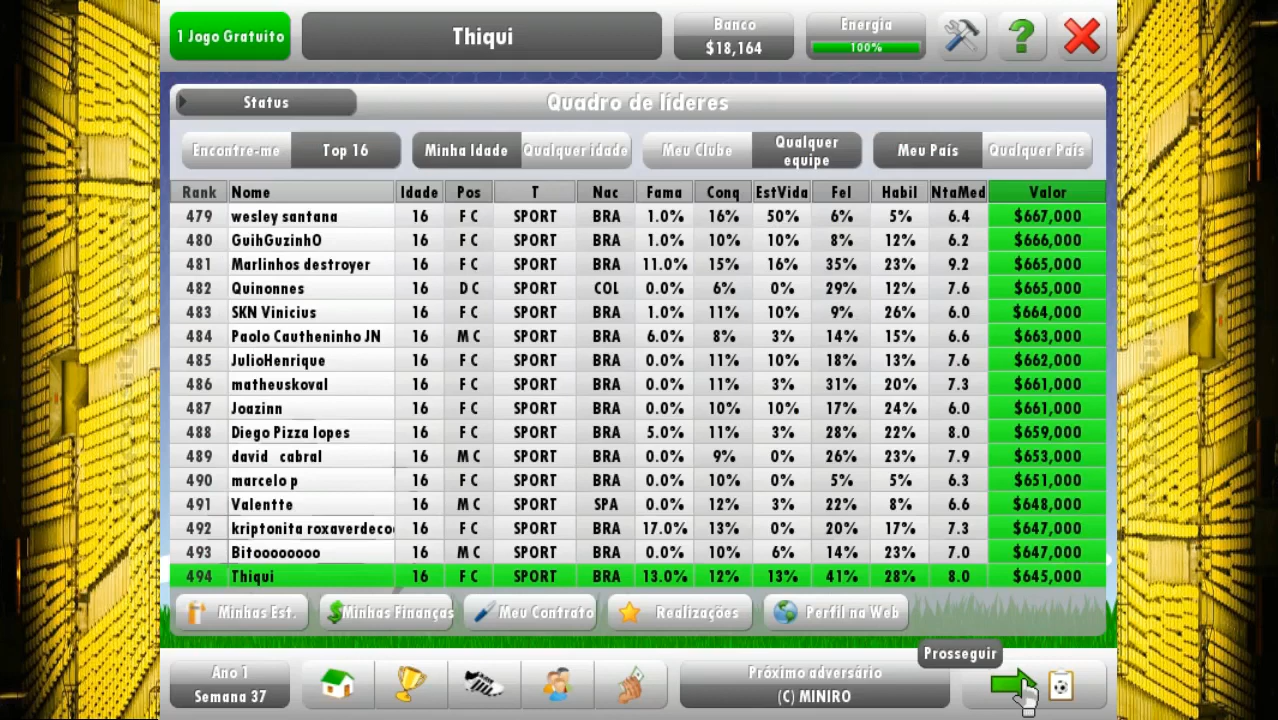 1 Jogo Gratuito
Thiqui
Banco
$18,164
Energia
100%
Status
Quadro de líderes
Encontre-me
Top 16
Minha Idade
Qualquer idade
Meu Clube
Qualquer equipe
Meu País
Qualquer País
Rank Nome Idade Pos T Nac Fama Conq EstVida Fel Habil NtaMed Valor
479 wesley santana 16 F C SPORT BRA 1.0% 16% 50% 6% 5% 6.4 $667,000
480 GuihGuzinhO 16 F C SPORT BRA 1.0% 10% 10% 8% 12% 6.2 $666,000
481 Marlinhos destroyer 16 F C SPORT BRA 11.0% 15% 16% 35% 23% 9.2 $665,000
482 Quinonnes 16 D C SPORT COL 0.0% 6% 0% 29% 12% 7.6 $665,000
483 SKN Vinicius 16 F C SPORT BRA 1.0% 11% 10% 9% 26% 6.0 $664,000
484 Paolo Cautheninho JN 16 M C SPORT BRA 6.0% 8% 3% 14% 15% 6.6 $663,000
485 JulioHenrique 16 F C SPORT BRA 0.0% 11% 10% 18% 13% 7.6 $662,000
486 matheuskoval 16 F C SPORT BRA 0.0% 11% 3% 31% 20% 7.3 $661,000
487 Joazinn 16 F C SPORT BRA 0.0% 10% 10% 17% 24% 6.0 $661,000
488 Diego Pizza lopes 16 F C SPORT BRA 5.0% 11% 3% 28% 22% 8.0 $659,000
489 david cabral 16 M C SPORT BRA 0.0% 9% 0% 26% 23% 7.9 $653,000
490 marcelo p 16 F C SPORT BRA 0.0% 10% 0% 5% 5% 6.3 $651,000
491 Valentte 16 M C SPORT SPA 0.0% 12% 3% 22% 8% 6.6 $648,000
492 kriptonita roxaverdeco 16 F C SPORT BRA 17.0% 13% 0% 20% 17% 7.3 $647,000
493 Bitoooooooo 16 M C SPORT BRA 0.0% 10% 6% 14% 23% 7.0 $647,000
494 Thiqui 16 F C SPORT BRA 13.0% 12% 13% 41% 28% 8.0 $645,000
Minhas Est.
Minhas Finanças
Meu Contrato
Realizações
Perfil na Web
Prosseguir
Ano 1
Semana 37
Próximo adversário
(C) MINIRO